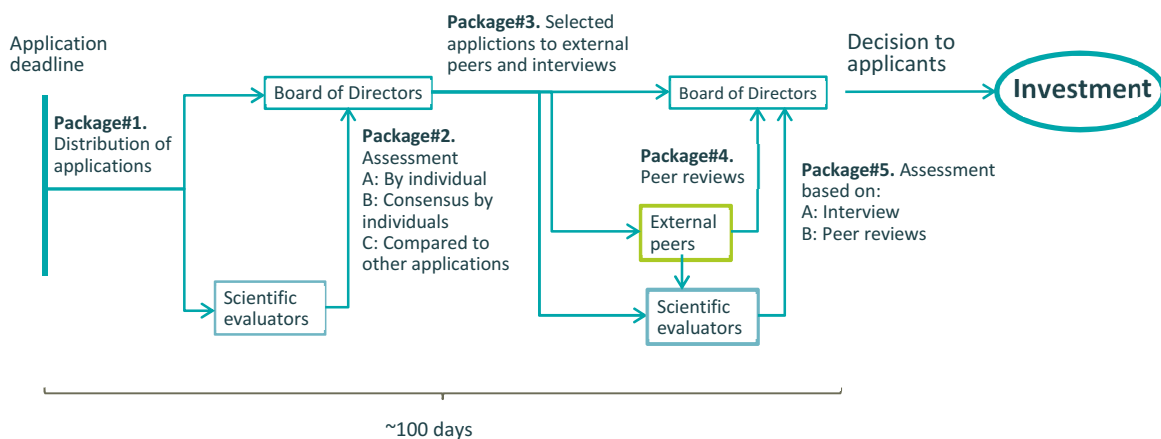 Application
deadline
Package#1.
Distribution of
applications
Board of Directors
Scientific
evaluators
Package#2.
Assessment
A: By individual
B: Consensus by
individuals
C: Compared to
other applications
Package#3. Selected
applictions to external
peers and interviews
Board of Directors
Package#4.
Peer reviews
External
peers
Scientific
evaluators
Package#5. Assessment
based on:
A: Interview
B: Peer reviews
Decision to
applicants
Investment
~100 days